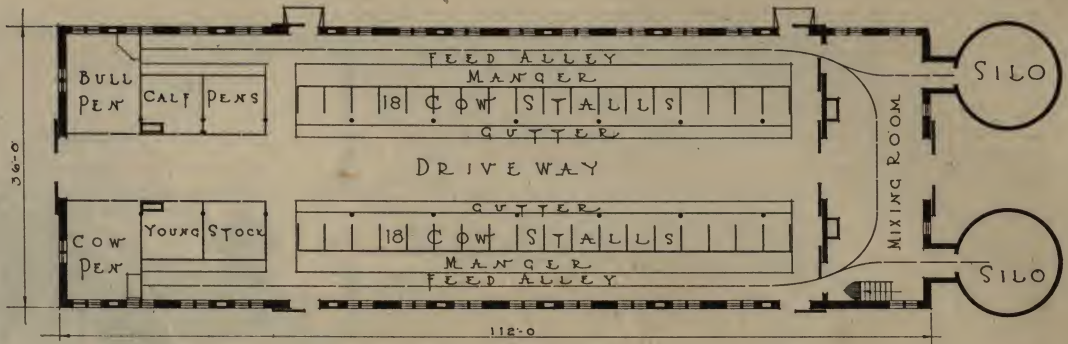 36'-0
BULL
PEN
CALF PENS
FEED ALLEY
MANGER
18 COW STALLS
GUTTER
DRIVEWAY
GUTTER
18 COW STALLS
MANGER
FEED ALLEY
COW
PEN
YOUNG STOCK
MIXING ROOM
SILO
SILO
112'-0